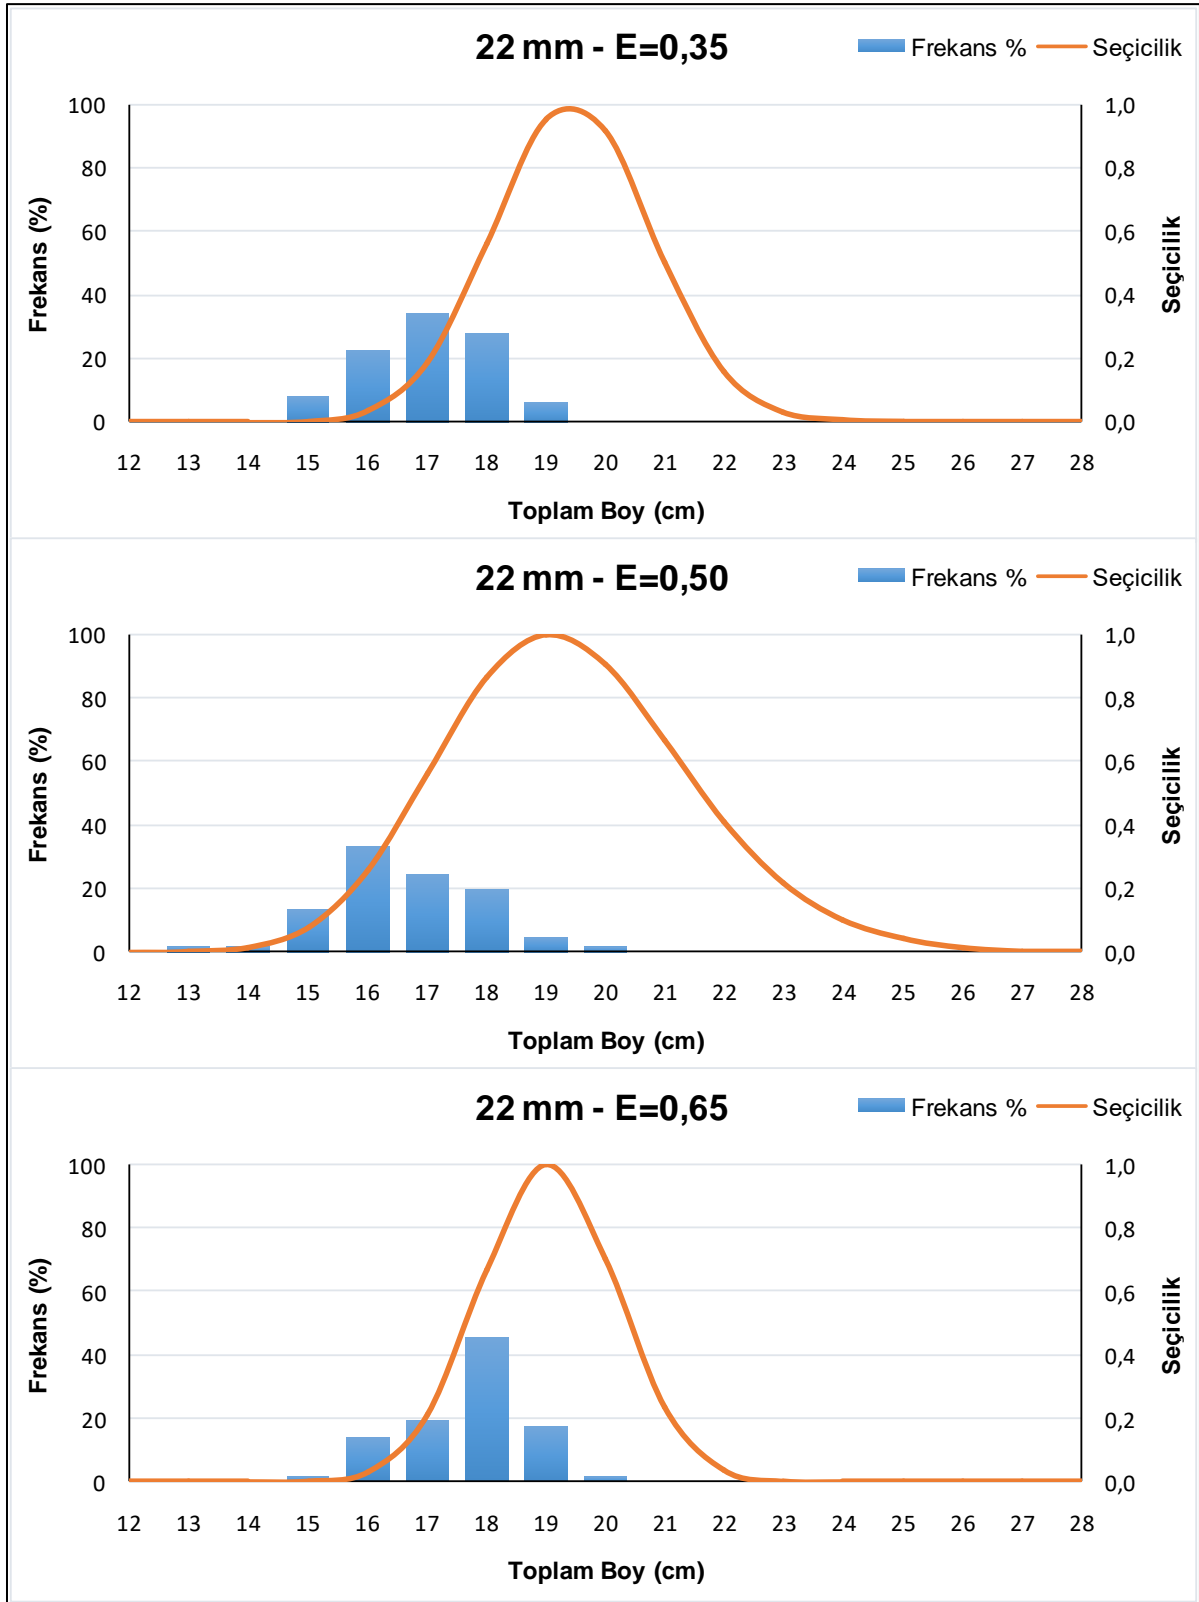 22 mm - E=0,35
Frekans % Seçicilik
100 1,0
80 0,8
60 0,6
40 0,4
20 0,2
0 0,0
Frekans (%)
Seçicilik
12 13 14 15 16 17 18 19 20 21 22 23 24 25 26 27 28
Toplam Boy (cm)
22 mm - E=0,50
Frekans % Seçicilik
100 1,0
80 0,8
60 0,6
40 0,4
20 0,2
0 0,0
Frekans (%)
Seçicilik
12 13 14 15 16 17 18 19 20 21 22 23 24 25 26 27 28
Toplam Boy (cm)
22 mm - E=0,65
Frekans % Seçicilik
100 1,0
80 0,8
60 0,6
40 0,4
20 0,2
0 0,0
Frekans (%)
Seçicilik
12 13 14 15 16 17 18 19 20 21 22 23 24 25 26 27 28
Toplam Boy (cm)